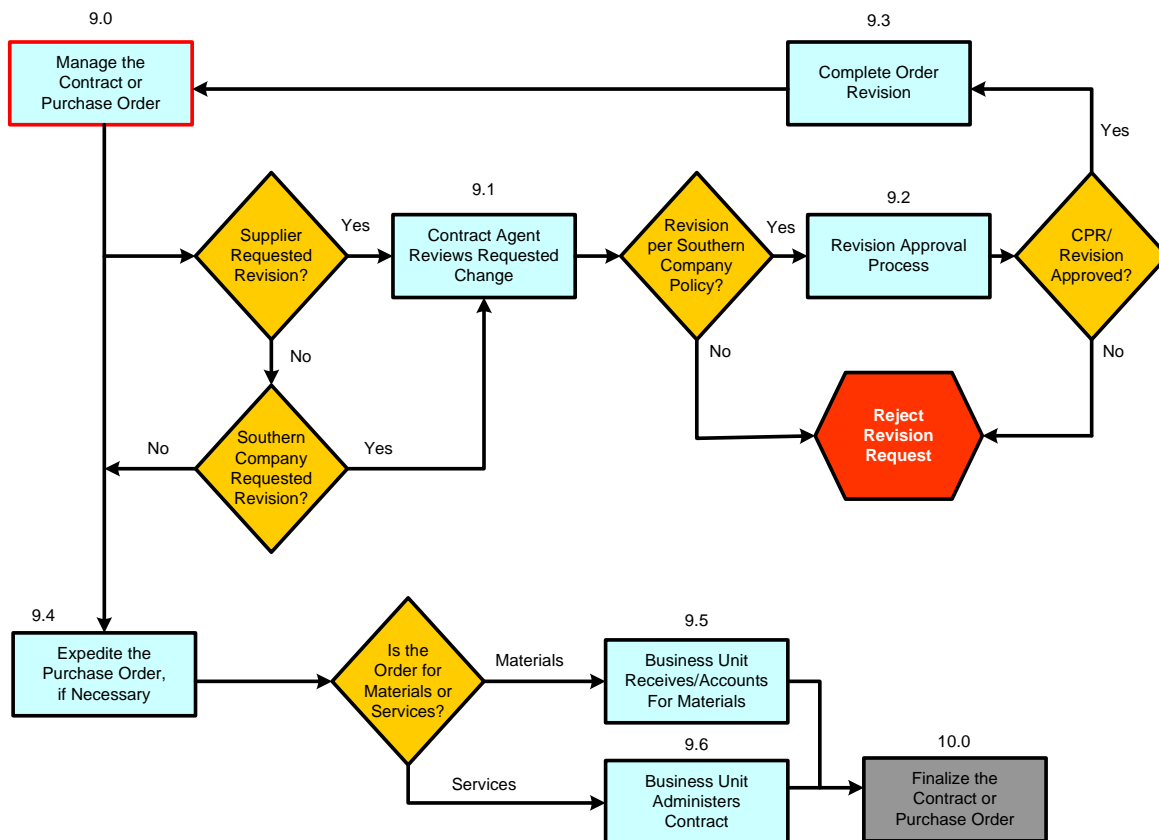 9.0
Manage the
Contract or
Purchase Order
9.3
Complete Order
Revision
Yes
Supplier
Requested
Revision?
Yes
9.1
Contract Agent
Reviews Requested
Change
Revision
per Southern
Company
Policy?
Yes
9.2
Revision Approval
Process
CPR/
Revision
Approved?
No
No
No
Southern
Company
Requested
Revision?
No
Yes
Reject
Revision
Request
9.4
Expedite the
Purchase Order,
if Necessary
Is the
Order for
Materials or
Services?
Materials
9.5
Business Unit
Receives/Accounts
For Materials
Services
9.6
Business Unit
Administers
Contract
10.0
Finalize the
Contract or
Purchase Order